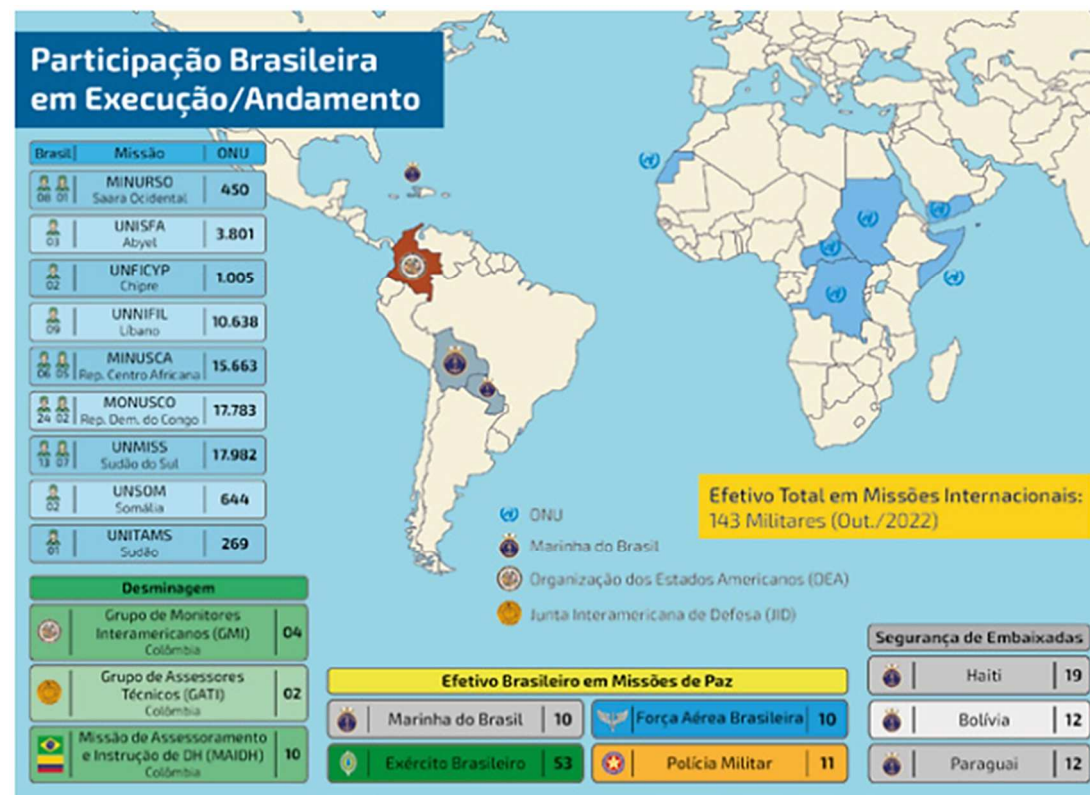 Participação Brasileira
em Execução/Andamento
Brasil Missão ONU
08 01 MINURSO 450
Saara Ocidental
03 UNISFA 3.801
Abyel
02 UNFICYP 1.005
Chipre
09 UNNIFIL 10.638
Líbano
06 05 MINUSCA 15.663
Rep. Centro Africana
24 02 MONUSCO 17.783
Rep. Dem. do Congo
13 07 UNMISS 17.982
Sudão do Sul
02 UNSOM 644
Somália
01 UNITAMS 269
Sudão
Desminagem
Grupo de Monitores
Interamericanos (GMI) 04
Colômbia
Grupo de Assessores
Técnicos (GATI) 02
Colômbia
Missão de Assessoramento
e Instrução de DH (MAIDH) 10
Colômbia
ONU
Marinha do Brasil
Organização dos Estados Americanos (OEA)
Junta Interamericana de Defesa (JID)
Efetivo Total em Missões Internacionais:
143 Militares (Out./2022)
Efetivo Brasileiro em Missões de Paz
Marinha do Brasil 10
Força Aérea Brasileira 10
Exército Brasileiro 53
Polícia Militar 11
Segurança de Embaixadas
Haiti 19
Bolívia 12
Paraguai 12